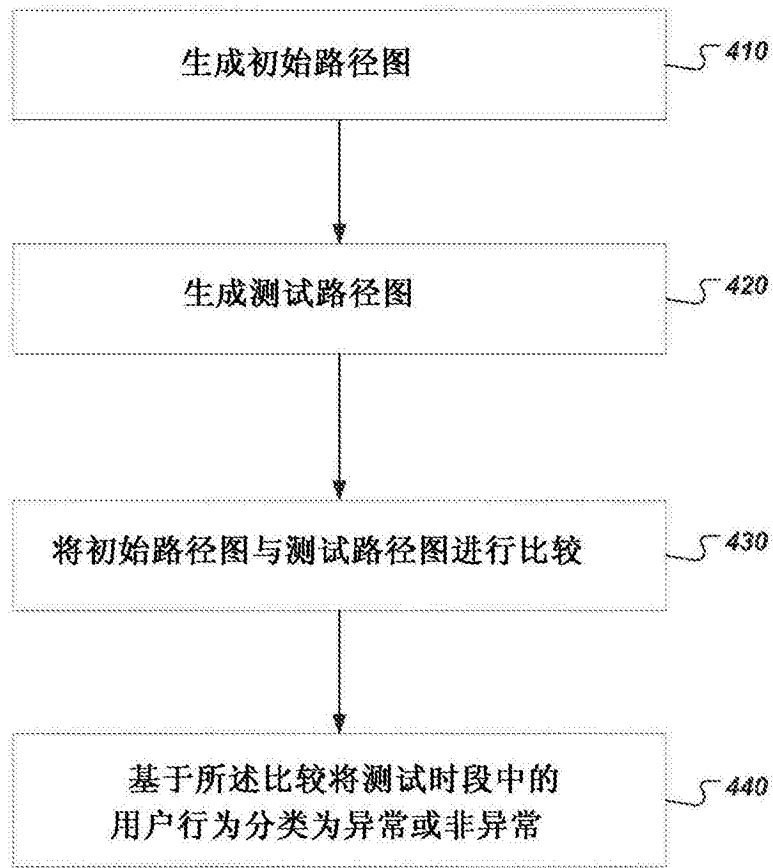 生成初始路径图
410
生成测试路径图
420
将初始路径图与测试路径图进行比较
430
基于所述比较将测试时段中的
用户行为分类为异常或非异常
440